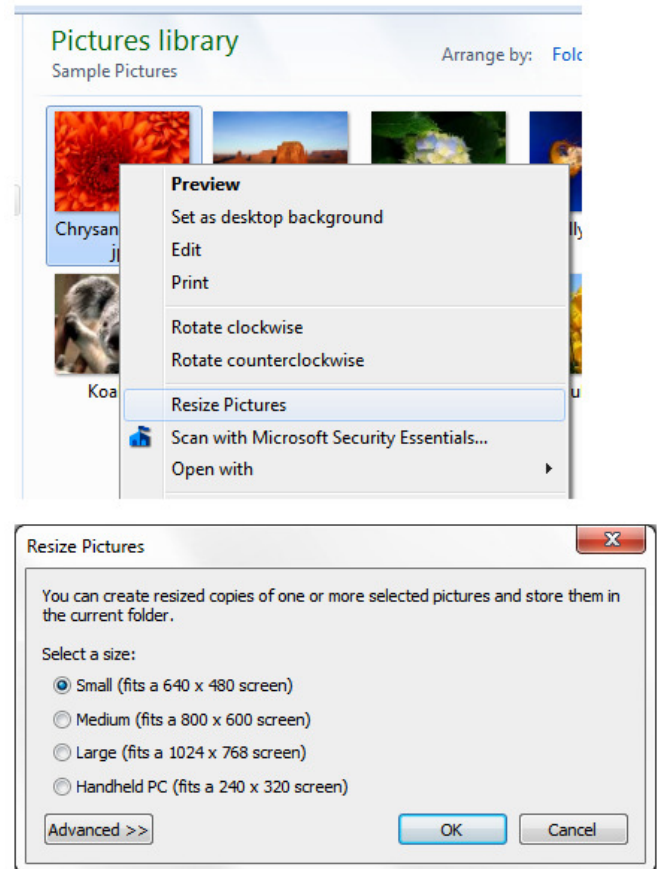 Pictures library
Sample Pictures
Arrange by:
Preview
Set as desktop background
Edit
Print
Rotate clockwise
Rotate counterclockwise
Resize Pictures
Scan with Microsoft Security Essentials...
Open with
Resize Pictures
You can create resized copies of one or more selected pictures and store them in
the current folder.
Select a size:
Small (fits a 640 x 480 screen)
Medium (fits a 800 x 600 screen)
Large (fits a 1024 x 768 screen)
Handheld PC (fits a 240 x 320 screen)
Advanced >>
OK
Cancel